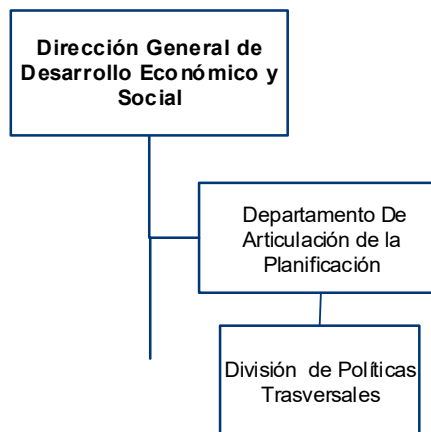 Dirección General de
Desarrollo Económico y
Social
Departamento De
Articulación de la
Planificación
División de Políticas
Trasversales